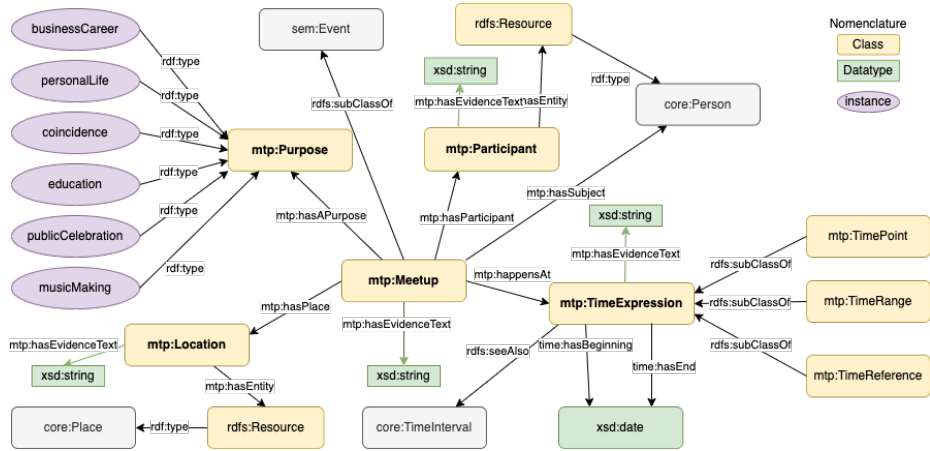 businessCareer
sem:Event
rdfs:Resource
Nomenclature
Class
Datatype
instance
rdf:type
personalLife
xsd:string
rdf:type
rdf:type
mtp:hasEvidenceText
hasEntity
core:Person
rdfs:subClassOf
coincidence
rdf:type
mtp:Purpose
mtp:Participant
education
rdf:type
mtp:hasSubject
mtp:hasAPurpose
mtp:hasParticipant
xsd:string
publicCelebration
rdf:type
mtp:TimePoint
mtp:hasEvidenceText
rdfs:subClassOf
musicMaking
rdf:type
mtp:Meetup
mtp:happensAt
mtp:TimeExpression
rdfs:subClassOf
mtp:TimeRange
mtp:hasPlace
mtp:hasEvidenceText
mtp:hasEvidenceText
mtp:Location
rdfs:seeAlso
time:hasBeginning
time:hasEnd
rdfs:subClassOf
mtp:TimeReference
xsd:string
mtp:hasEntity
xsd:string
core:Place
rdf:type
rdfs:Resource
core:TimeInterval
xsd:date